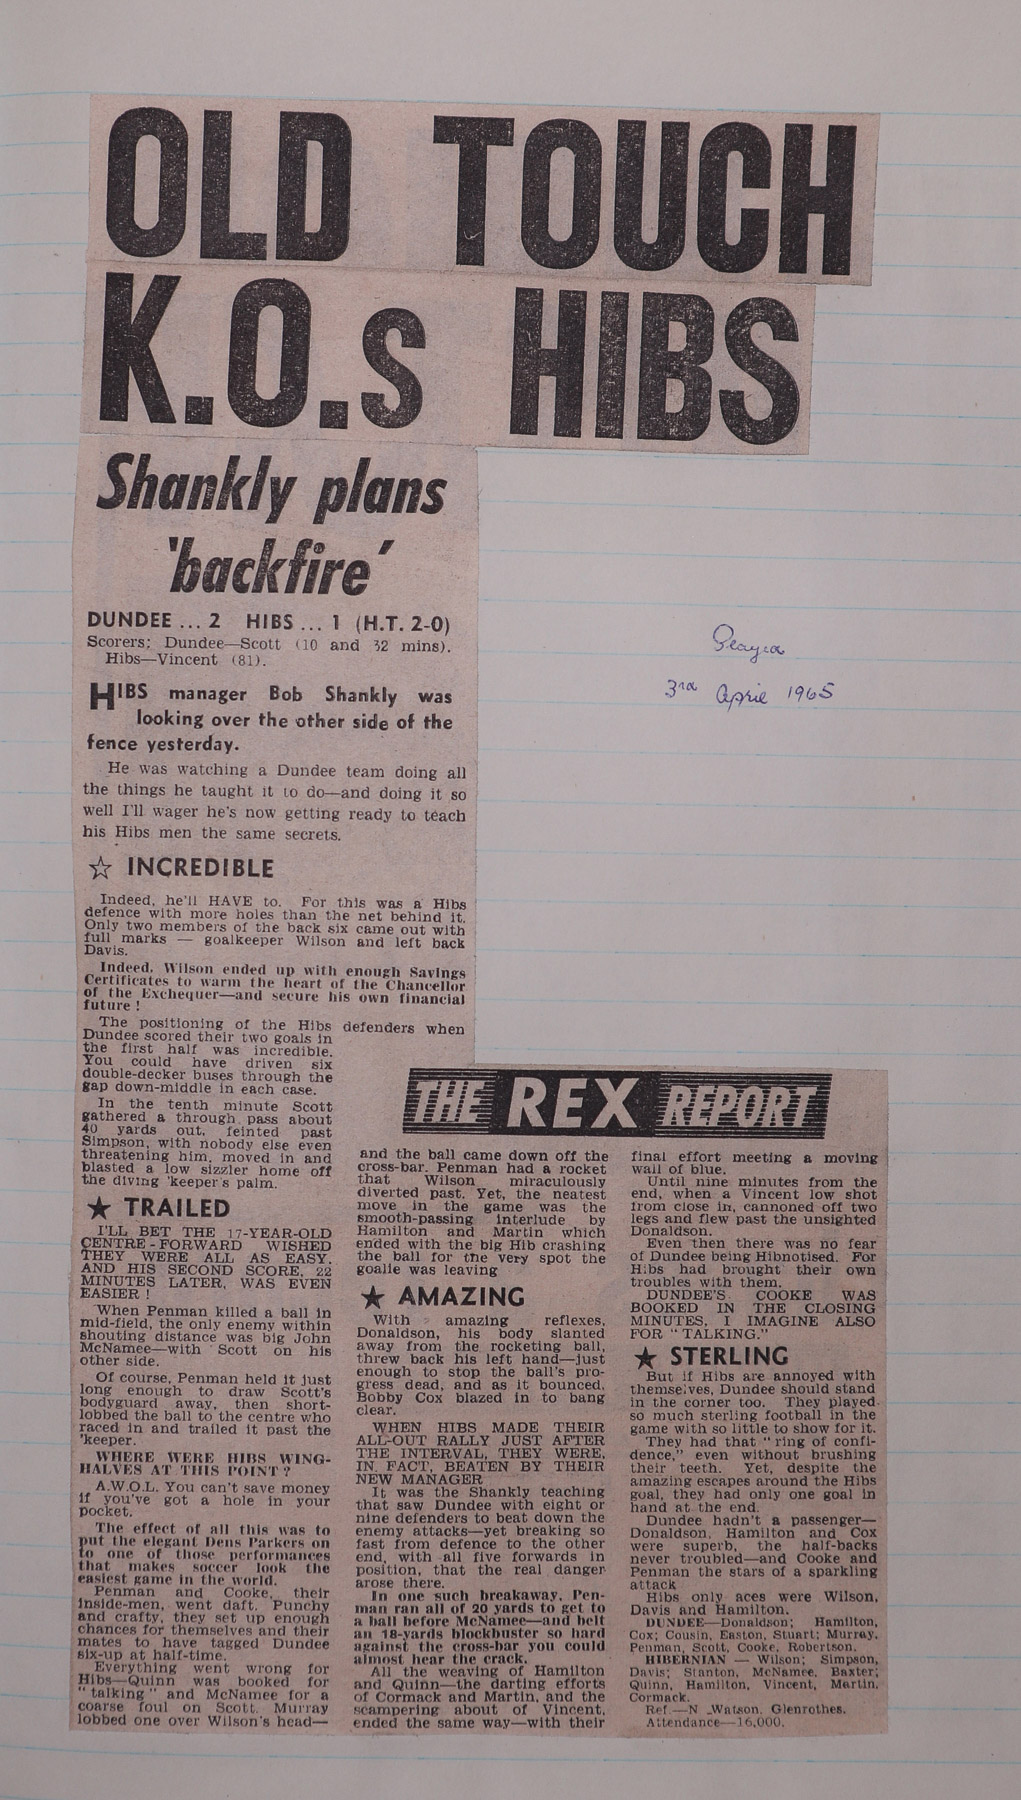 OLD TOUCH
K.O.s HIBS
Shankly plans
'backfire'
DUNDEE ... 2 HIBS ... 1 (H.T. 2-0)
Scorers: Dundee—Scott (10 and 32 mins).
Hibs—Vincent (81).
HIBS manager Bob Shankly was
looking over the other side of the
fence yesterday.
He was watching a Dundee team doing all
the things he taught it to do—and doing it so
well I'll wager he's now getting ready to teach
his Hibs men the same secrets.
☆ INCREDIBLE
Indeed, he'll HAVE to. For this was a Hibs
defence with more holes than the net behind it.
Only two members of the back six came out with
full marks — goalkeeper Wilson and left back
Davis.
Indeed, Wilson ended up with enough Savings
Certificates to warm the heart of the Chancellor
of the Exchequer—and secure his own financial
future !
The positioning of the Hibs defenders when
Dundee scored their two goals in
the first half was incredible.
You could have driven six
double-decker buses through the
gap down-middle in each case.
In the tenth minute Scott
gathered a through pass about
40 yards out, feinted past
Simpson, with nobody else even
threatening him, moved in and
blasted a low sizzler home off
the diving 'keeper's palm.
★ TRAILED
I'LL BET THE 17-YEAR-OLD
CENTRE-FORWARD WISHED
THEY WERE ALL AS EASY.
AND HIS SECOND SCORE, 22
MINUTES LATER, WAS EVEN
EASIER !
When Penman killed a ball in
mid-field, the only enemy within
shouting distance was big John
McNamee—with Scott on his
other side.
Of course, Penman held it just
long enough to draw Scott's
bodyguard away, then short-
lobbed the ball to the centre who
raced in and trailed it past the
'keeper.
WHERE WERE HIBS WING-
HALVES AT THIS POINT ?
A.W.O.L. You can't save money
if you've got a hole in your
pocket.
The effect of all this was to
put the elegant Dens Parkers on
to one of those performances
that makes soccer look the
easiest game in the world.
Penman and Cooke, their
inside-men, went daft. Punchy
and crafty, they set up enough
chances for themselves and their
mates to have tagged Dundee
six-up at half-time.
Everything went wrong for
Hibs—Quinn was booked for
"talking" and McNamee for a
coarse foul on Scott. Murray
lobbed one over Wilson's head—
THE REX REPORT
and the ball came down off the
cross-bar. Penman had a rocket
that Wilson miraculously
diverted past. Yet, the neatest
move in the game was the
smooth-passing interlude by
Hamilton and Martin which
ended with the big Hib crashing
the ball for the very spot the
goalie was leaving
★ AMAZING
With amazing reflexes,
Donaldson, his body slanted
away from the rocketing ball,
threw back his left hand—just
enough to stop the ball's pro-
gress dead, and as it bounced,
Bobby Cox blazed in to bang
clear.
WHEN HIBS MADE THEIR
ALL-OUT RALLY JUST AFTER
THE INTERVAL, THEY WERE,
IN FACT, BEATEN BY THEIR
NEW MANAGER
It was the Shankly teaching
that saw Dundee with eight or
nine defenders to beat down the
enemy attacks—yet breaking so
fast from defence to the other
end, with all five forwards in
position, that the real danger
arose there.
In one such breakaway, Pen-
man ran all of 20 yards to get to
a ball before McNamee—and belt
an 18-yards blockbuster so hard
against the cross-bar you could
almost hear the crack.
All the weaving of Hamilton
and Quinn—the darting efforts
of Cormack and Martin, and the
scampering about of Vincent,
ended the same way—with their
final effort meeting a moving
wall of blue.
Until nine minutes from the
end, when a Vincent low shot
from close in, cannoned off two
legs and flew past the unsighted
Donaldson.
Even then there was no fear
of Dundee being Hibnotised. For
Hibs had brought their own
troubles with them.
DUNDEE'S COOKE WAS
BOOKED IN THE CLOSING
MINUTES, I IMAGINE ALSO
FOR "TALKING."
★ STERLING
But if Hibs are annoyed with
themselves, Dundee should stand
in the corner too. They played
so much sterling football in the
game with so little to show for it.
They had that "ring of confi-
dence," even without brushing
their teeth. Yet, despite the
amazing escapes around the Hibs
goal, they had only one goal in
hand at the end.
Dundee hadn't a passenger—
Donaldson, Hamilton and Cox
were superb, the half-backs
never troubled—and Cooke and
Penman the stars of a sparkling
attack
Hibs only aces were Wilson,
Davis and Hamilton.
DUNDEE—Donaldson; Hamilton,
Cox; Cousin, Easton, Stuart; Murray,
Penman, Scott, Cooke, Robertson.
HIBERNIAN — Wilson; Simpson,
Davis; Stanton, McNamee, Baxter;
Quinn, Hamilton, Vincent, Martin,
Cormack.
Ref.—N. Watson, Glenrothes.
Attendance—16,000.
Played
3rd April 1965